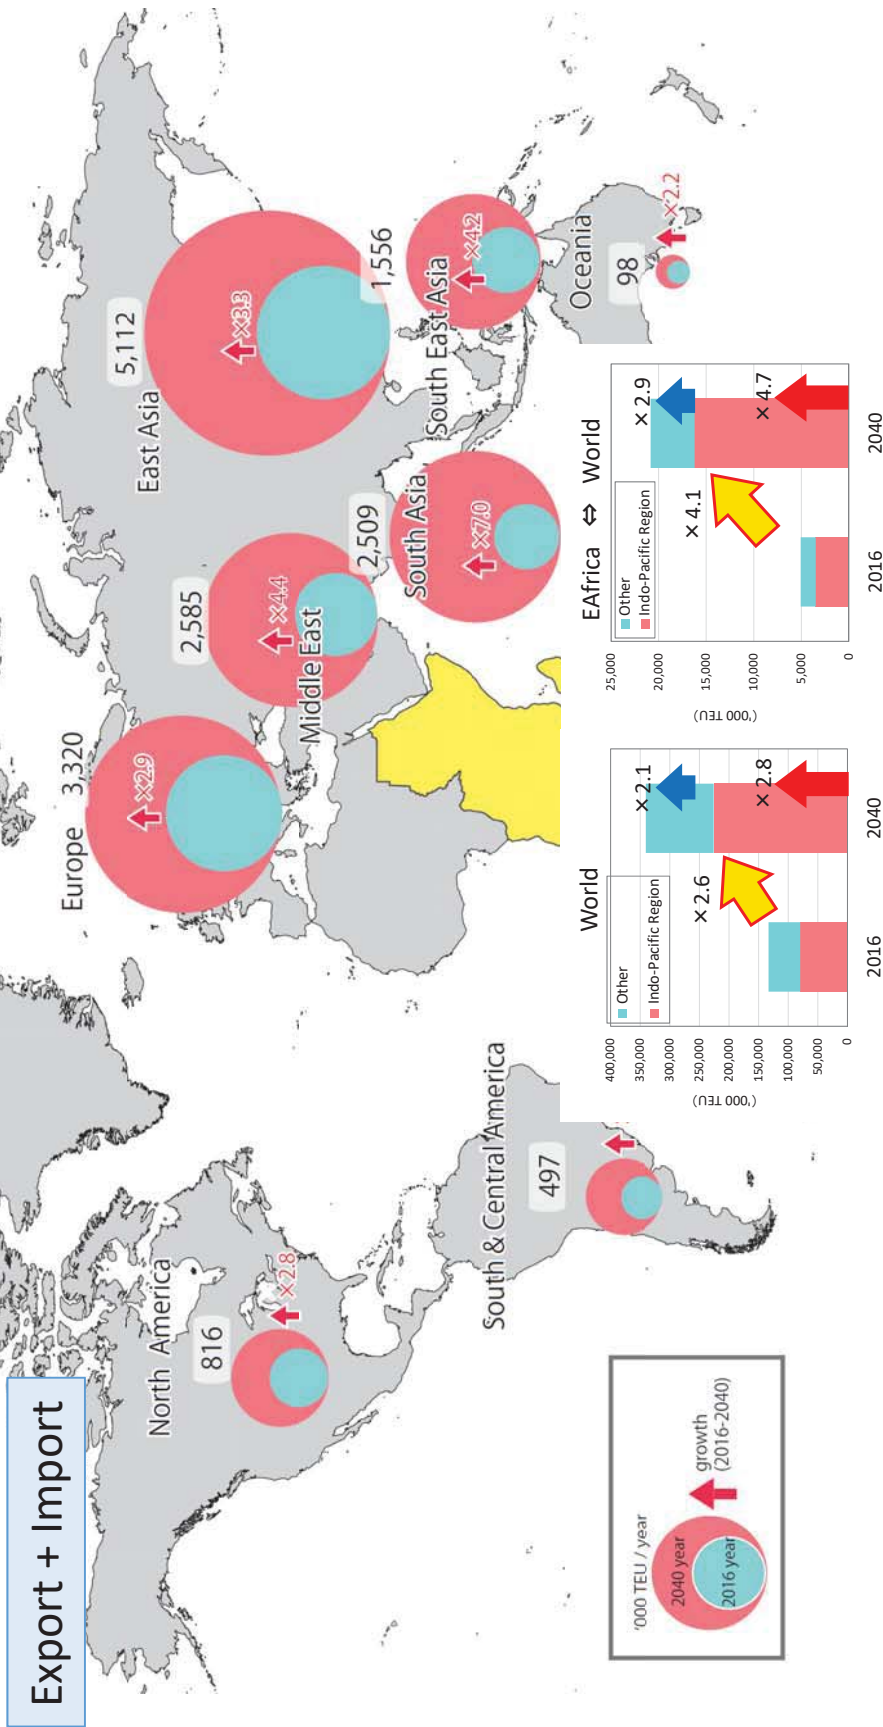 Export + Import
North America
816
×2.8
South & Central America
497
Europe
3,320
×2.9
2,585
×4.4
Middle East
East Asia
5,112
×3.3
2,509
South Asia
×7.0
1,556
South East Asia
×4.2
Oceania
98
×2.2
'000 TEU / year
2040 year
2016 year
growth
(2016-2040)
World
('000 TEU)
400,000
350,000
300,000
250,000
200,000
150,000
100,000
50,000
0
Other
Indo-Pacific Region
×2.6
×2.1
×2.8
2016
2040
EAfrica ⇔ World
('000 TEU)
25,000
20,000
15,000
10,000
5,000
0
Other
Indo-Pacific Region
×4.1
×2.9
×4.7
2016
2040